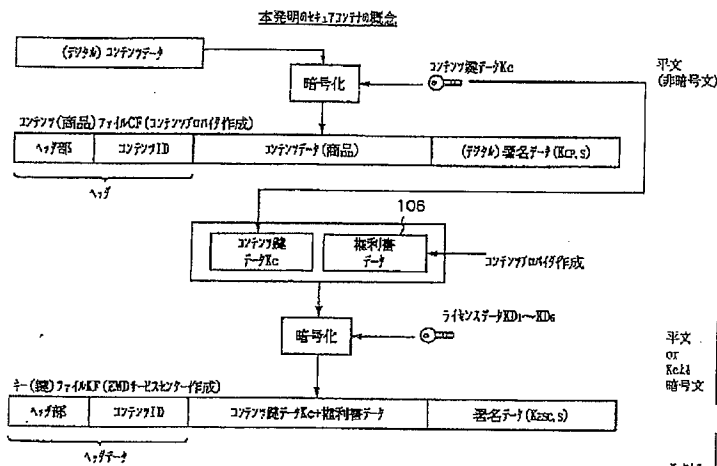 本発明のセキュアコンテナの概念
(デジタル) コンテンツデータ
暗号化
コンテンツ鍵データKc
平文
(非暗号文)
コンテンツ(商品)ファイルCF(コンテンツプロバイダ作成)
ヘッダ部
コンテンツID
コンテンツデータ(商品)
(デジタル)署名データ(KCP,S)
ヘッダ
106
コンテンツ鍵
データKc
権利書
データ
コンテンツプロバイダ作成
暗号化
ライセンスデータKD1〜KD6
平文
or
暗号文
キー(鍵)ファイルKF(EMDサービスセンター作成)
ヘッダ部
コンテンツID
コンテンツ鍵データKc+権利書データ
署名データ(KESC,S)
ヘッダデータ